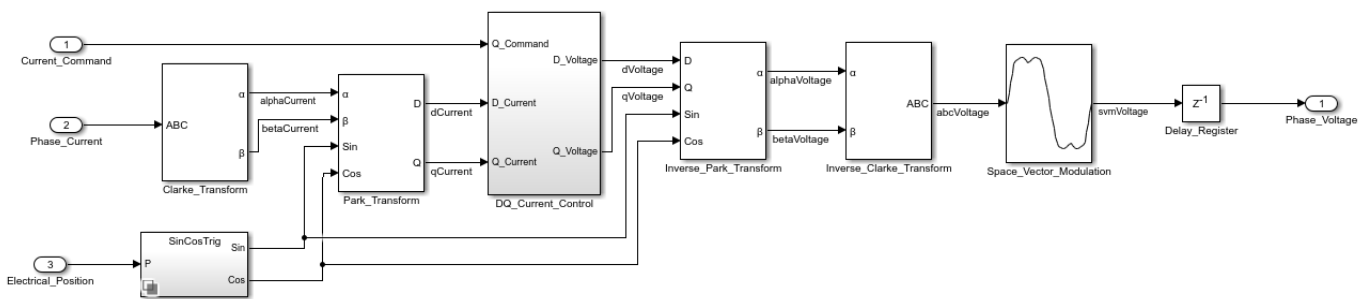 1
Current_Command
2
Phase_Current
3
Electrical_Position
ABC
α
β
Clarke_Transform
alphaCurrent
betaCurrent
SinCosTrig
P
Sin
Cos
α
β
Sin
Cos
D
Q
Park_Transform
dCurrent
qCurrent
Q_Command
D_Current
Q_Current
D_Voltage
Q_Voltage
DQ_Current_Control
dVoltage
qVoltage
D
Q
Sin
Cos
α
β
Inverse_Park_Transform
alphaVoltage
betaVoltage
α
β
ABC
Inverse_Clarke_Transform
abcVoltage
Space_Vector_Modulation
svmVoltage
Z-1
Delay_Register
1
Phase_Voltage